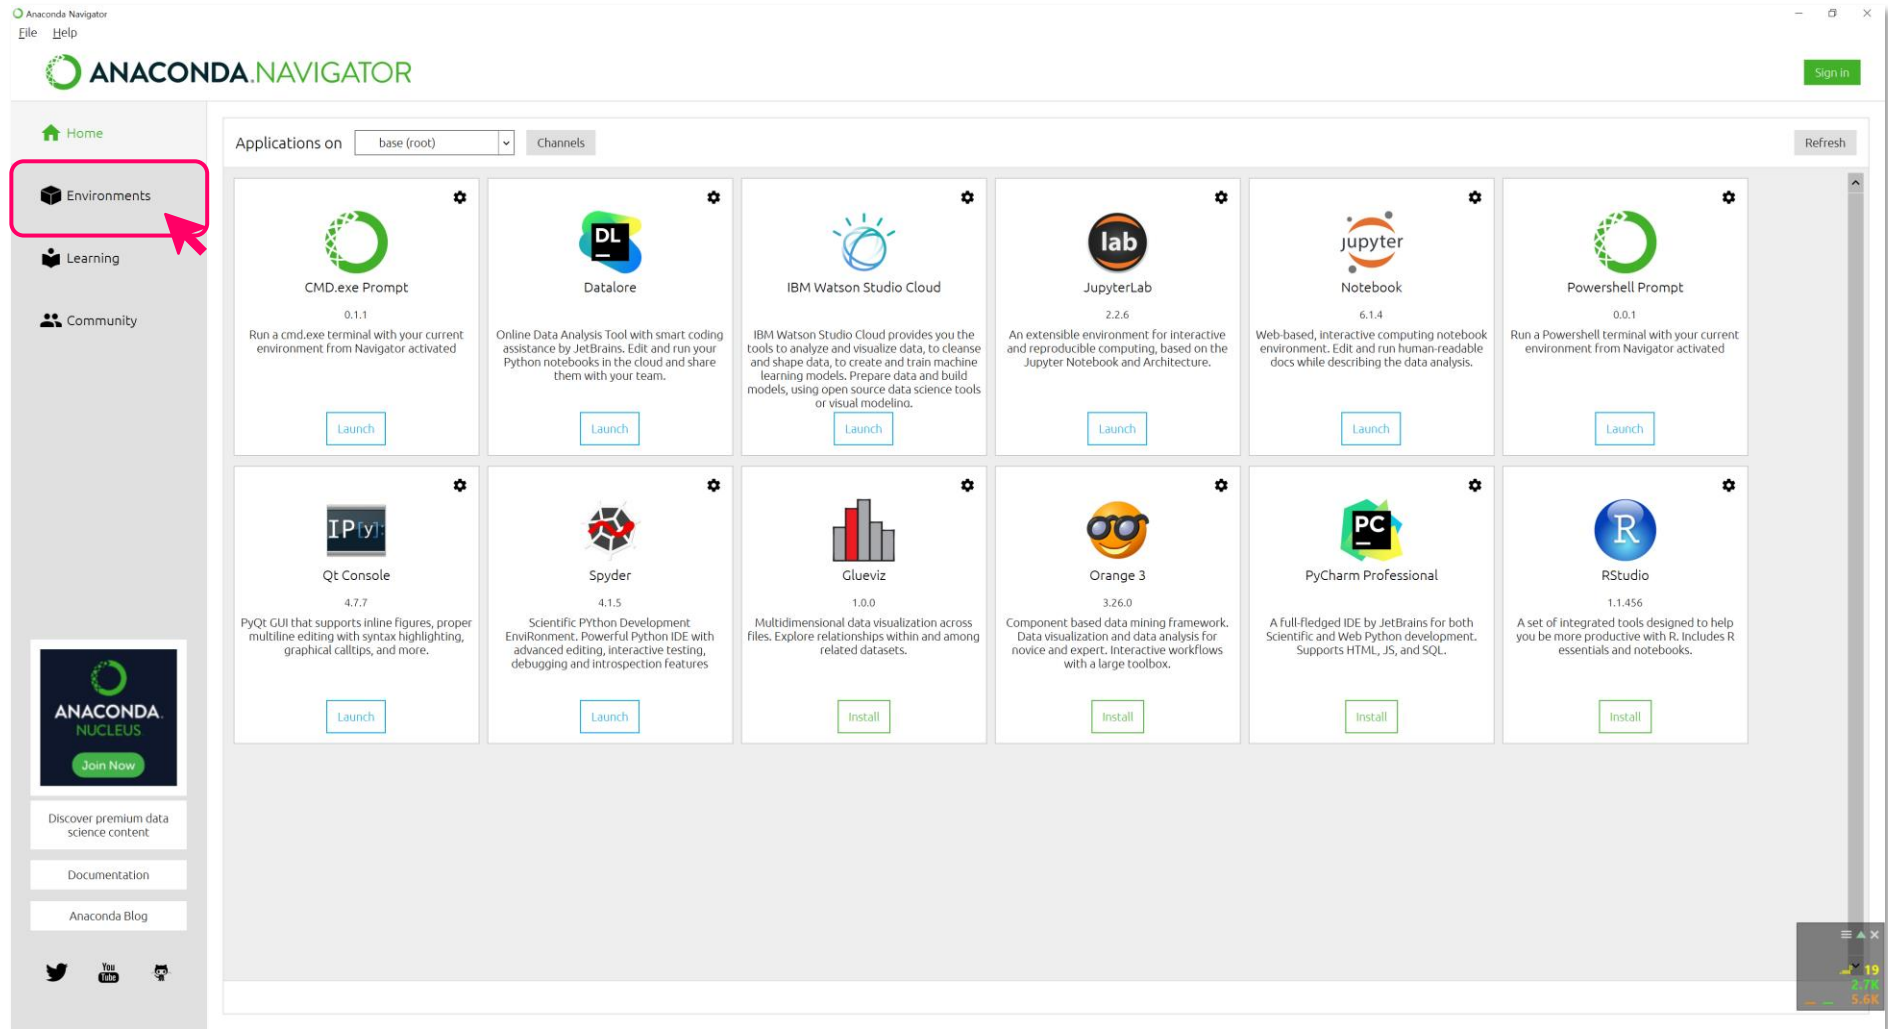 Anaconda Navigator
File Help
ANACONDA.NAVIGATOR
Sign in
Home
Environments
Learning
Community
Applications on base (root) Channels
Refresh
CMD.exe Prompt
0.1.1
Run a cmd.exe terminal with your current
environment from Navigator activated
Launch
DL
Datalore
Online Data Analysis Tool with smart coding
assistance by JetBrains. Edit and run your
Python notebooks in the cloud and share
them with your team.
Launch
IBM Watson Studio Cloud
IBM Watson Studio Cloud provides you the
tools to analyze and visualize data, to cleanse
and shape data, to create and train machine
learning models. Prepare data and build
models, using open source data science tools
or visual modeling.
Launch
lab
JupyterLab
2.2.6
An extensible environment for interactive
and reproducible computing, based on the
Jupyter Notebook and Architecture.
Launch
jupyter
Notebook
6.1.4
Web-based, interactive computing notebook
environment. Edit and run human-readable
docs while describing the data analysis.
Launch
Powershell Prompt
0.0.1
Run a Powershell terminal with your current
environment from Navigator activated
Launch
IP[y]:
Qt Console
4.7.7
PyQt GUI that supports inline figures, proper
multiline editing with syntax highlighting,
graphical calltips, and more.
Launch
Spyder
4.1.5
Scientific PYthon Development
EnviRonment. Powerful Python IDE with
advanced editing, interactive testing,
debugging and introspection features
Launch
Glueviz
1.0.0
Multidimensional data visualization across
files. Explore relationships within and among
related datasets.
Install
Orange 3
3.26.0
Component based data mining framework.
Data visualization and data analysis for
novice and expert. Interactive workflows
with a large toolbox.
Install
PC
PyCharm Professional
A full-fledged IDE by JetBrains for both
Scientific and Web Python development.
Supports HTML, JS, and SQL.
Install
R
RStudio
1.1.456
A set of integrated tools designed to help
you be more productive with R. Includes R
essentials and notebooks.
Install
ANACONDA.
NUCLEUS
Join Now
Discover premium data
science content
Documentation
Anaconda Blog
You
Tube
19
2.7K
5.6K